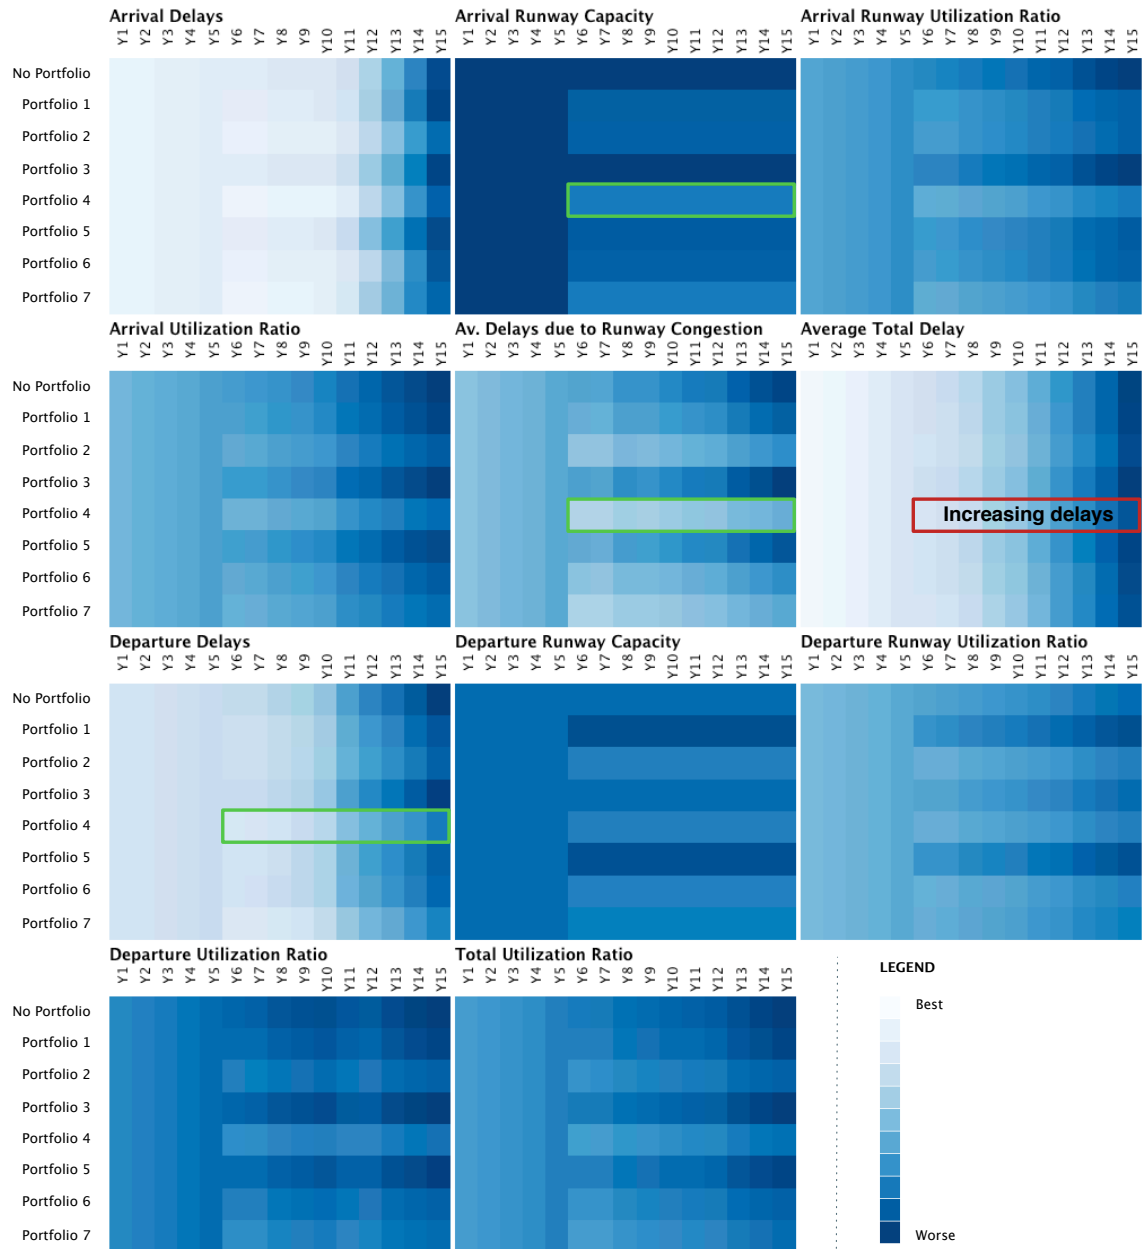 Arrival Delays Arrival Runway Capacity Arrival Runway Utilization Ratio
Y1 Y2 Y3 Y4 Y5 Y6 Y7 Y8 Y9 Y10 Y11 Y12 Y13 Y14 Y15 Y1 Y2 Y3 Y4 Y5 Y6 Y7 Y8 Y9 Y10 Y11 Y12 Y13 Y14 Y15 Y1 Y2 Y3 Y4 Y5 Y6 Y7 Y8 Y9 Y10 Y11 Y12 Y13 Y14 Y15
No Portfolio
Portfolio 1
Portfolio 2
Portfolio 3
Portfolio 4
Portfolio 5
Portfolio 6
Portfolio 7
Arrival Utilization Ratio Av. Delays due to Runway Congestion Average Total Delay
Y1 Y2 Y3 Y4 Y5 Y6 Y7 Y8 Y9 Y10 Y11 Y12 Y13 Y14 Y15 Y1 Y2 Y3 Y4 Y5 Y6 Y7 Y8 Y9 Y10 Y11 Y12 Y13 Y14 Y15 Y1 Y2 Y3 Y4 Y5 Y6 Y7 Y8 Y9 Y10 Y11 Y12 Y13 Y14 Y15
No Portfolio
Portfolio 1
Portfolio 2
Portfolio 3
Portfolio 4 Increasing delays
Portfolio 5
Portfolio 6
Portfolio 7
Departure Delays Departure Runway Capacity Departure Runway Utilization Ratio
Y1 Y2 Y3 Y4 Y5 Y6 Y7 Y8 Y9 Y10 Y11 Y12 Y13 Y14 Y15 Y1 Y2 Y3 Y4 Y5 Y6 Y7 Y8 Y9 Y10 Y11 Y12 Y13 Y14 Y15 Y1 Y2 Y3 Y4 Y5 Y6 Y7 Y8 Y9 Y10 Y11 Y12 Y13 Y14 Y15
No Portfolio
Portfolio 1
Portfolio 2
Portfolio 3
Portfolio 4
Portfolio 5
Portfolio 6
Portfolio 7
Departure Utilization Ratio Total Utilization Ratio
Y1 Y2 Y3 Y4 Y5 Y6 Y7 Y8 Y9 Y10 Y11 Y12 Y13 Y14 Y15 Y1 Y2 Y3 Y4 Y5 Y6 Y7 Y8 Y9 Y10 Y11 Y12 Y13 Y14 Y15
No Portfolio
Portfolio 1
Portfolio 2
Portfolio 3
Portfolio 4
Portfolio 5
Portfolio 6
Portfolio 7
LEGEND
Best
Worse